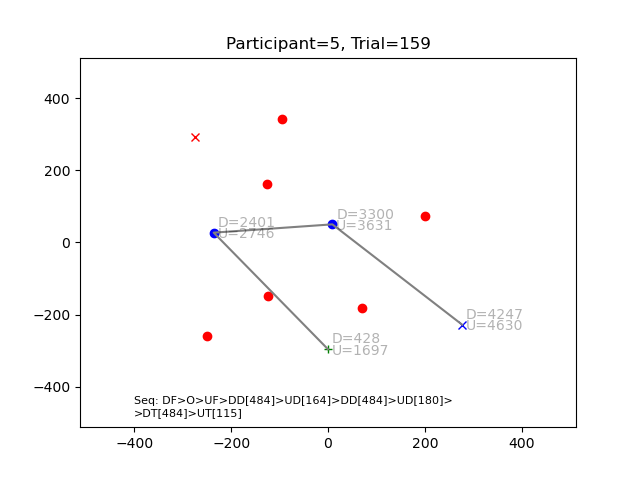 Participant=5, Trial=159
400
200
0
−200
−400
D=2401
U=2746
D=3300
U=3631
D=4247
U=4630
D=428
U=1697
Seq: DF>O>UF>DD[484]>UD[164]>DD[484]>UD[180]>
>DT[484]>UT[115]
−400
−200
0
200
400